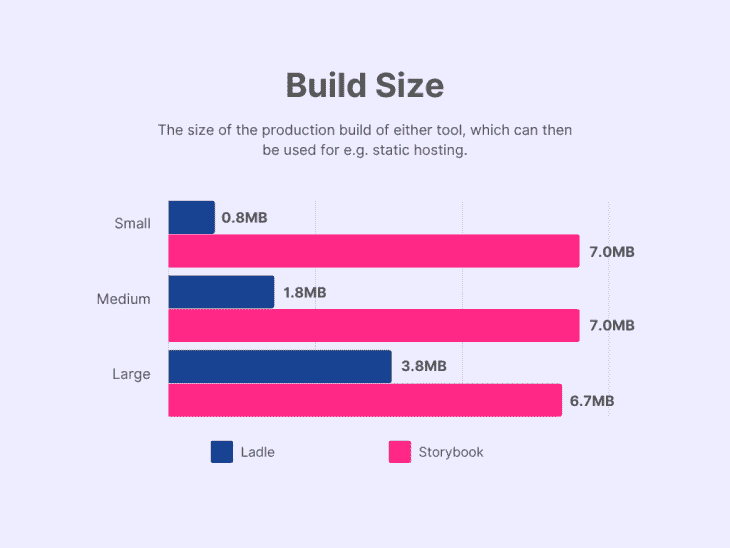 Build Size
The size of the production build of either tool, which can then
be used for e.g. static hosting.
Small
0.8MB
7.0MB
Medium
1.8MB
7.0MB
Large
3.8MB
6.7MB
Ladle
Storybook